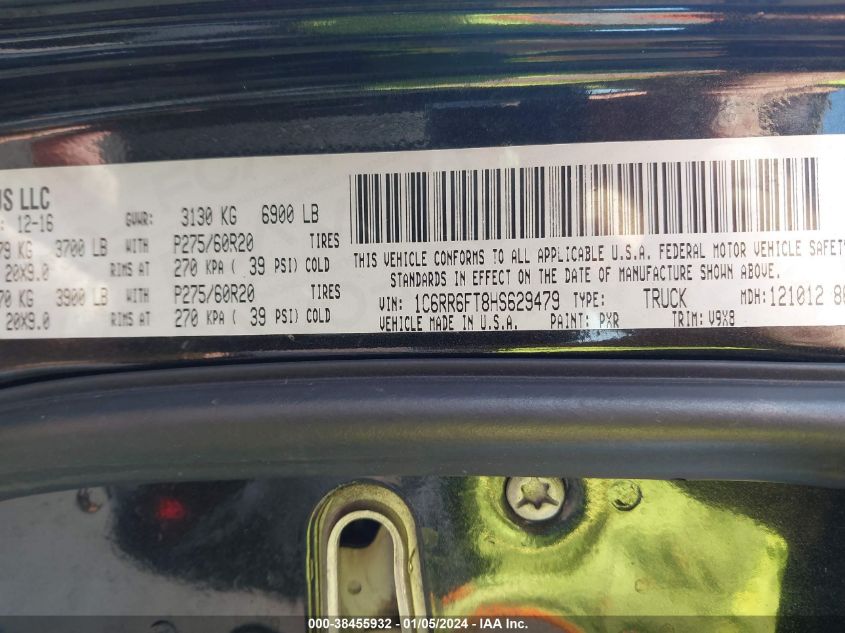 US LLC
12-16 GVWR: 3130 KG 6900 LB
79 KG 3700 LB WITH P275/60R20 TIRES
20X9.0 RIMS AT 270 KPA ( 39 PSI) COLD
70 KG 3900 LB WITH P275/60R20 TIRES
20X9.0 RIMS AT 270 KPA ( 39 PSI) COLD
THIS VEHICLE CONFORMS TO ALL APPLICABLE U.S.A. FEDERAL MOTOR VEHICLE SAFETY
STANDARDS IN EFFECT ON THE DATE OF MANUFACTURE SHOWN ABOVE.
VIN: 1C6RR6FT8HS629479 TYPE: TRUCK MDH: 121012
VEHICLE MADE IN U.S.A. PAINT: PXR TRIM: V9X8
000-38455932 - 01/05/2024 - IAA Inc.